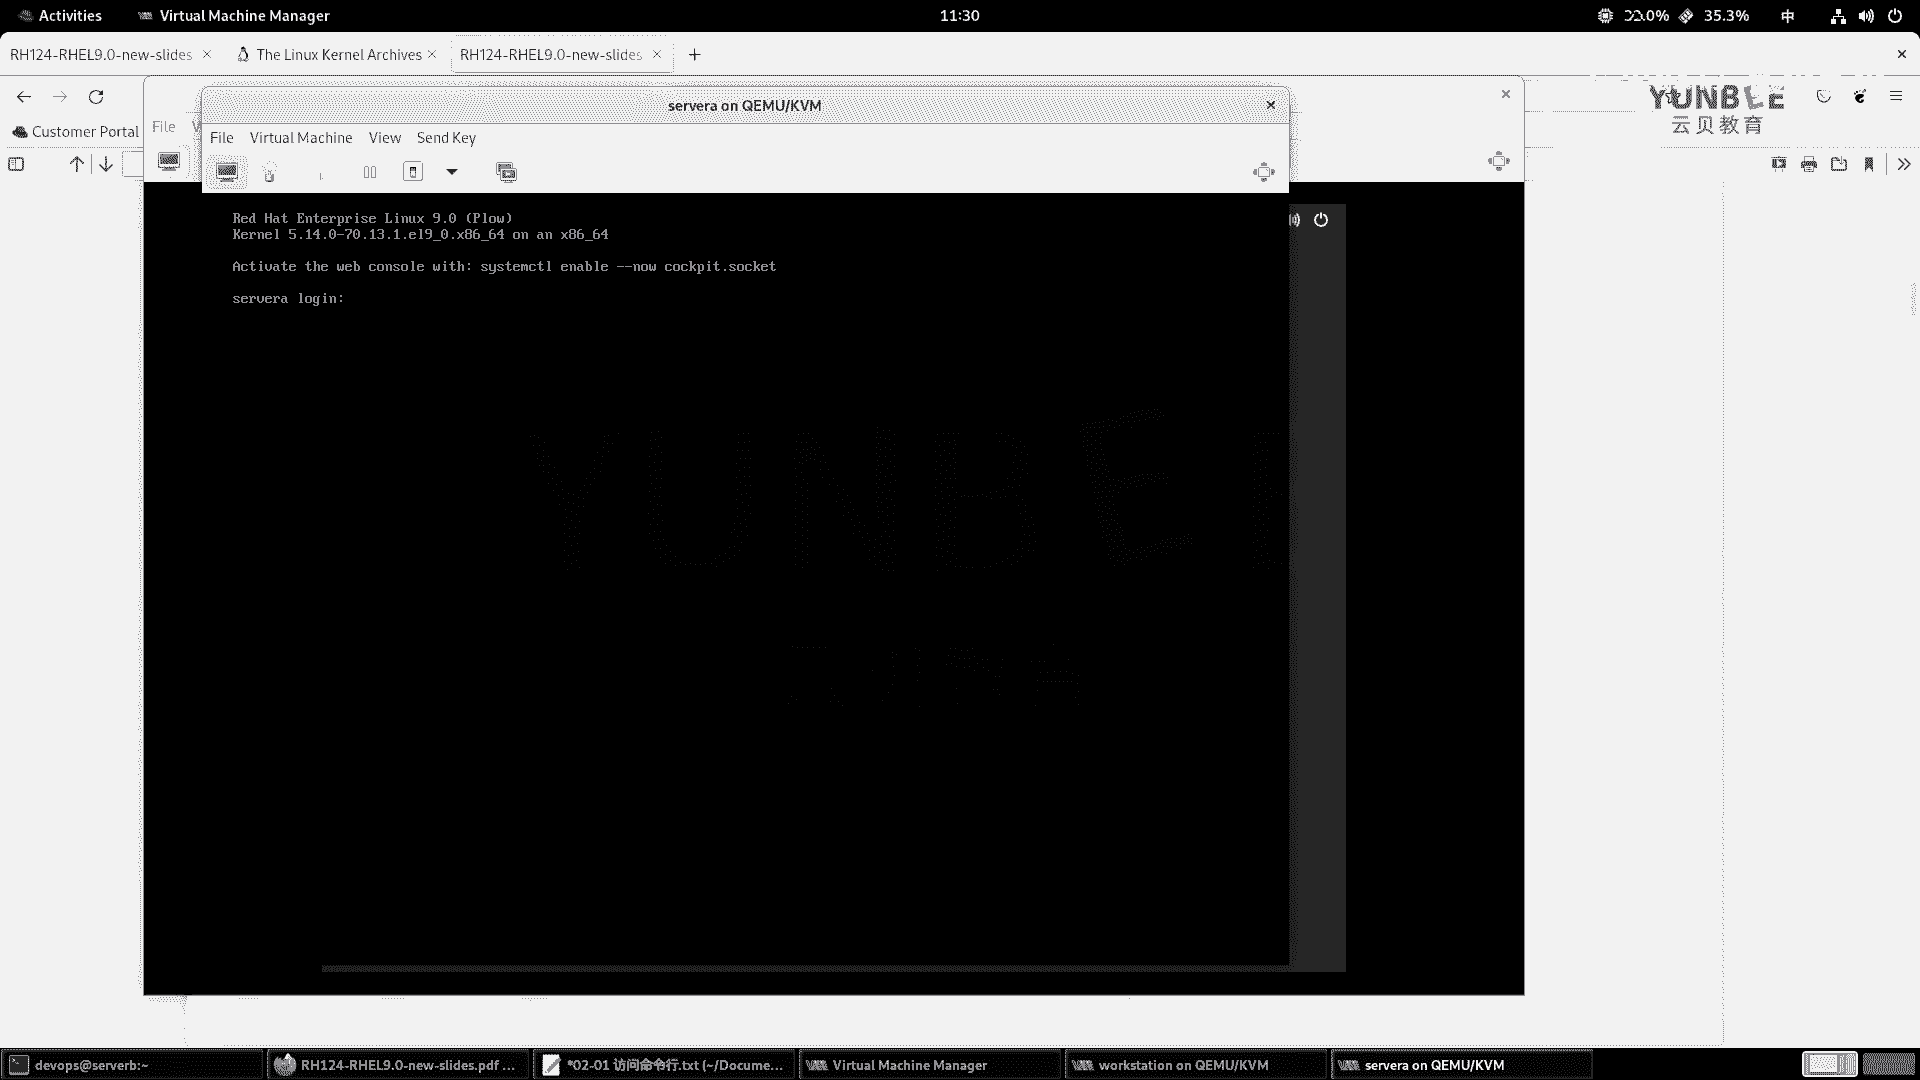 Activities Virtual Machine Manager 11:30 35.3% 中
RH124-RHEL9.0-new-slides The Linux Kernel Archives RH124-RHEL9.0-new-slides
servera on QEMU/KVM
YUNBEE
云贝教育
Customer Portal File
File Virtual Machine View Send Key
Red Hat Enterprise Linux 9.0 (Plow)
Kernel 5.14.0-70.13.1.el9_0.x86_64 on an x86_64
Activate the web console with: systemctl enable --now cockpit.socket
servera login:
devops@serverb:~ RH124-RHEL9.0-new-slides.pdf ... *02-01 访问命令行.txt (~/Docume... Virtual Machine Manager workstation on QEMU/KVM servera on QEMU/KVM